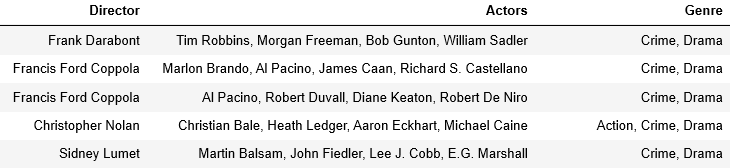 Director Actors Genre
Frank Darabont Tim Robbins, Morgan Freeman, Bob Gunton, William Sadler Crime, Drama
Francis Ford Coppola Marlon Brando, Al Pacino, James Caan, Richard S. Castellano Crime, Drama
Francis Ford Coppola Al Pacino, Robert Duvall, Diane Keaton, Robert De Niro Crime, Drama
Christopher Nolan Christian Bale, Heath Ledger, Aaron Eckhart, Michael Caine Action, Crime, Drama
Sidney Lumet Martin Balsam, John Fiedler, Lee J. Cobb, E.G. Marshall Crime, Drama